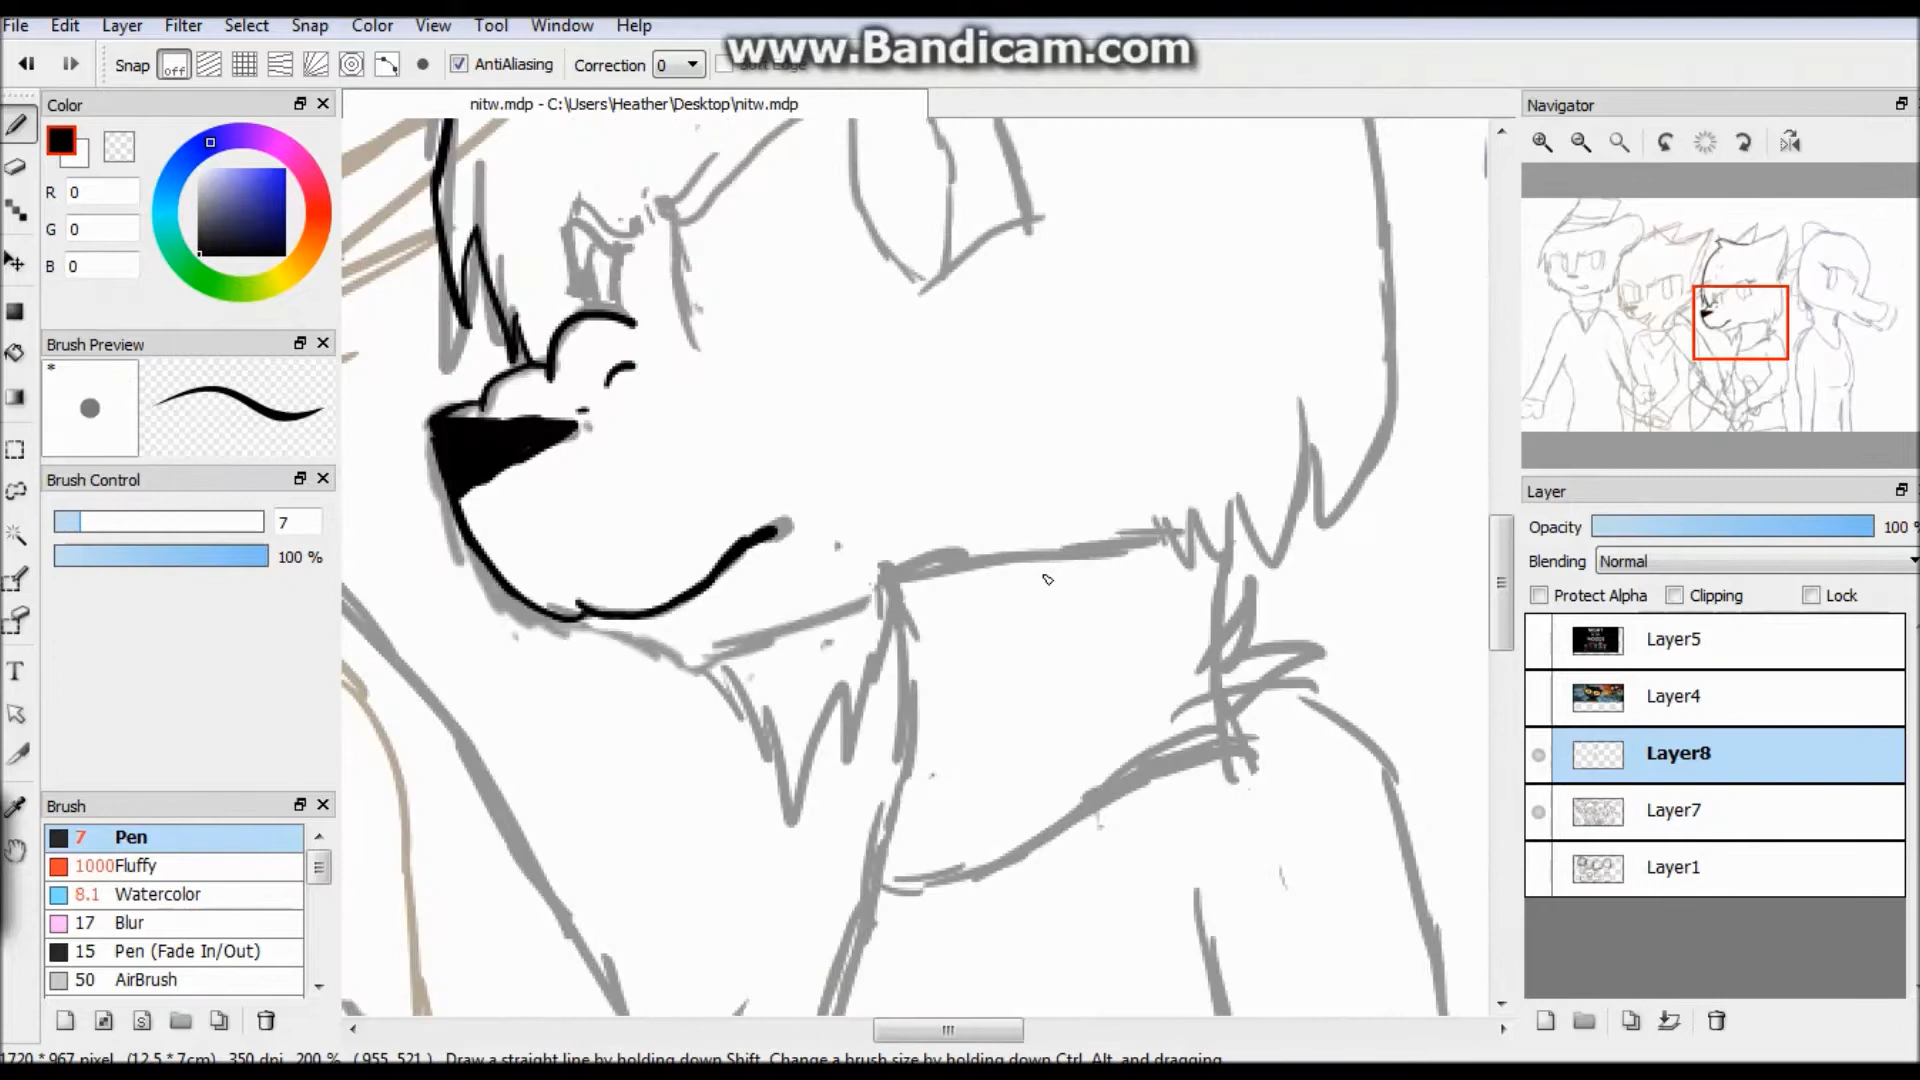 File Edit Layer Filter Select Snap Color View Tool Window Help
www.Bandicam.com
Snap off AntiAliasing Correction 0 Soft Edge
Color
nitw.mdp - C:\Users\Heather\Desktop\nitw.mdp
Navigator
R 0
G 0
B 0
Brush Preview
*
Brush Control
7
100 %
Layer
Opacity 100 %
Blending Normal
Protect Alpha Clipping Lock
Layer5
Layer4
Layer8
Layer7
Layer1
Brush
7 Pen
1000 Fluffy
8.1 Watercolor
17 Blur
15 Pen (Fade In/Out)
50 AirBrush
1720 * 967 pixel (12.5 * 7cm) 350 dpi 200 % ( 955, 521 ) Draw a straight line by holding down Shift, Change a brush size by holding down Ctrl, Alt, and dragging